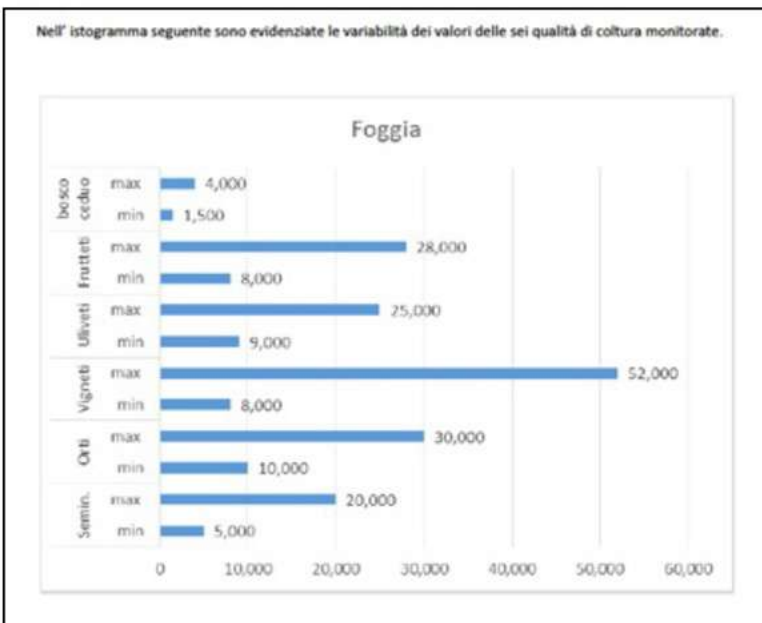 Nell' istogramma seguente sono evidenziate le variabilità dei valori delle sei qualità di coltura monitorate.
Foggia
bosco
ceduo
max 4,000
min 1,500
Frutteti
max 28,000
min 8,000
Uliveti
max 25,000
min 9,000
Vigneti
max 52,000
min 8,000
Orti
max 30,000
min 10,000
Semin.
max 20,000
min 5,000
0 10,000 20,000 30,000 40,000 50,000 60,000